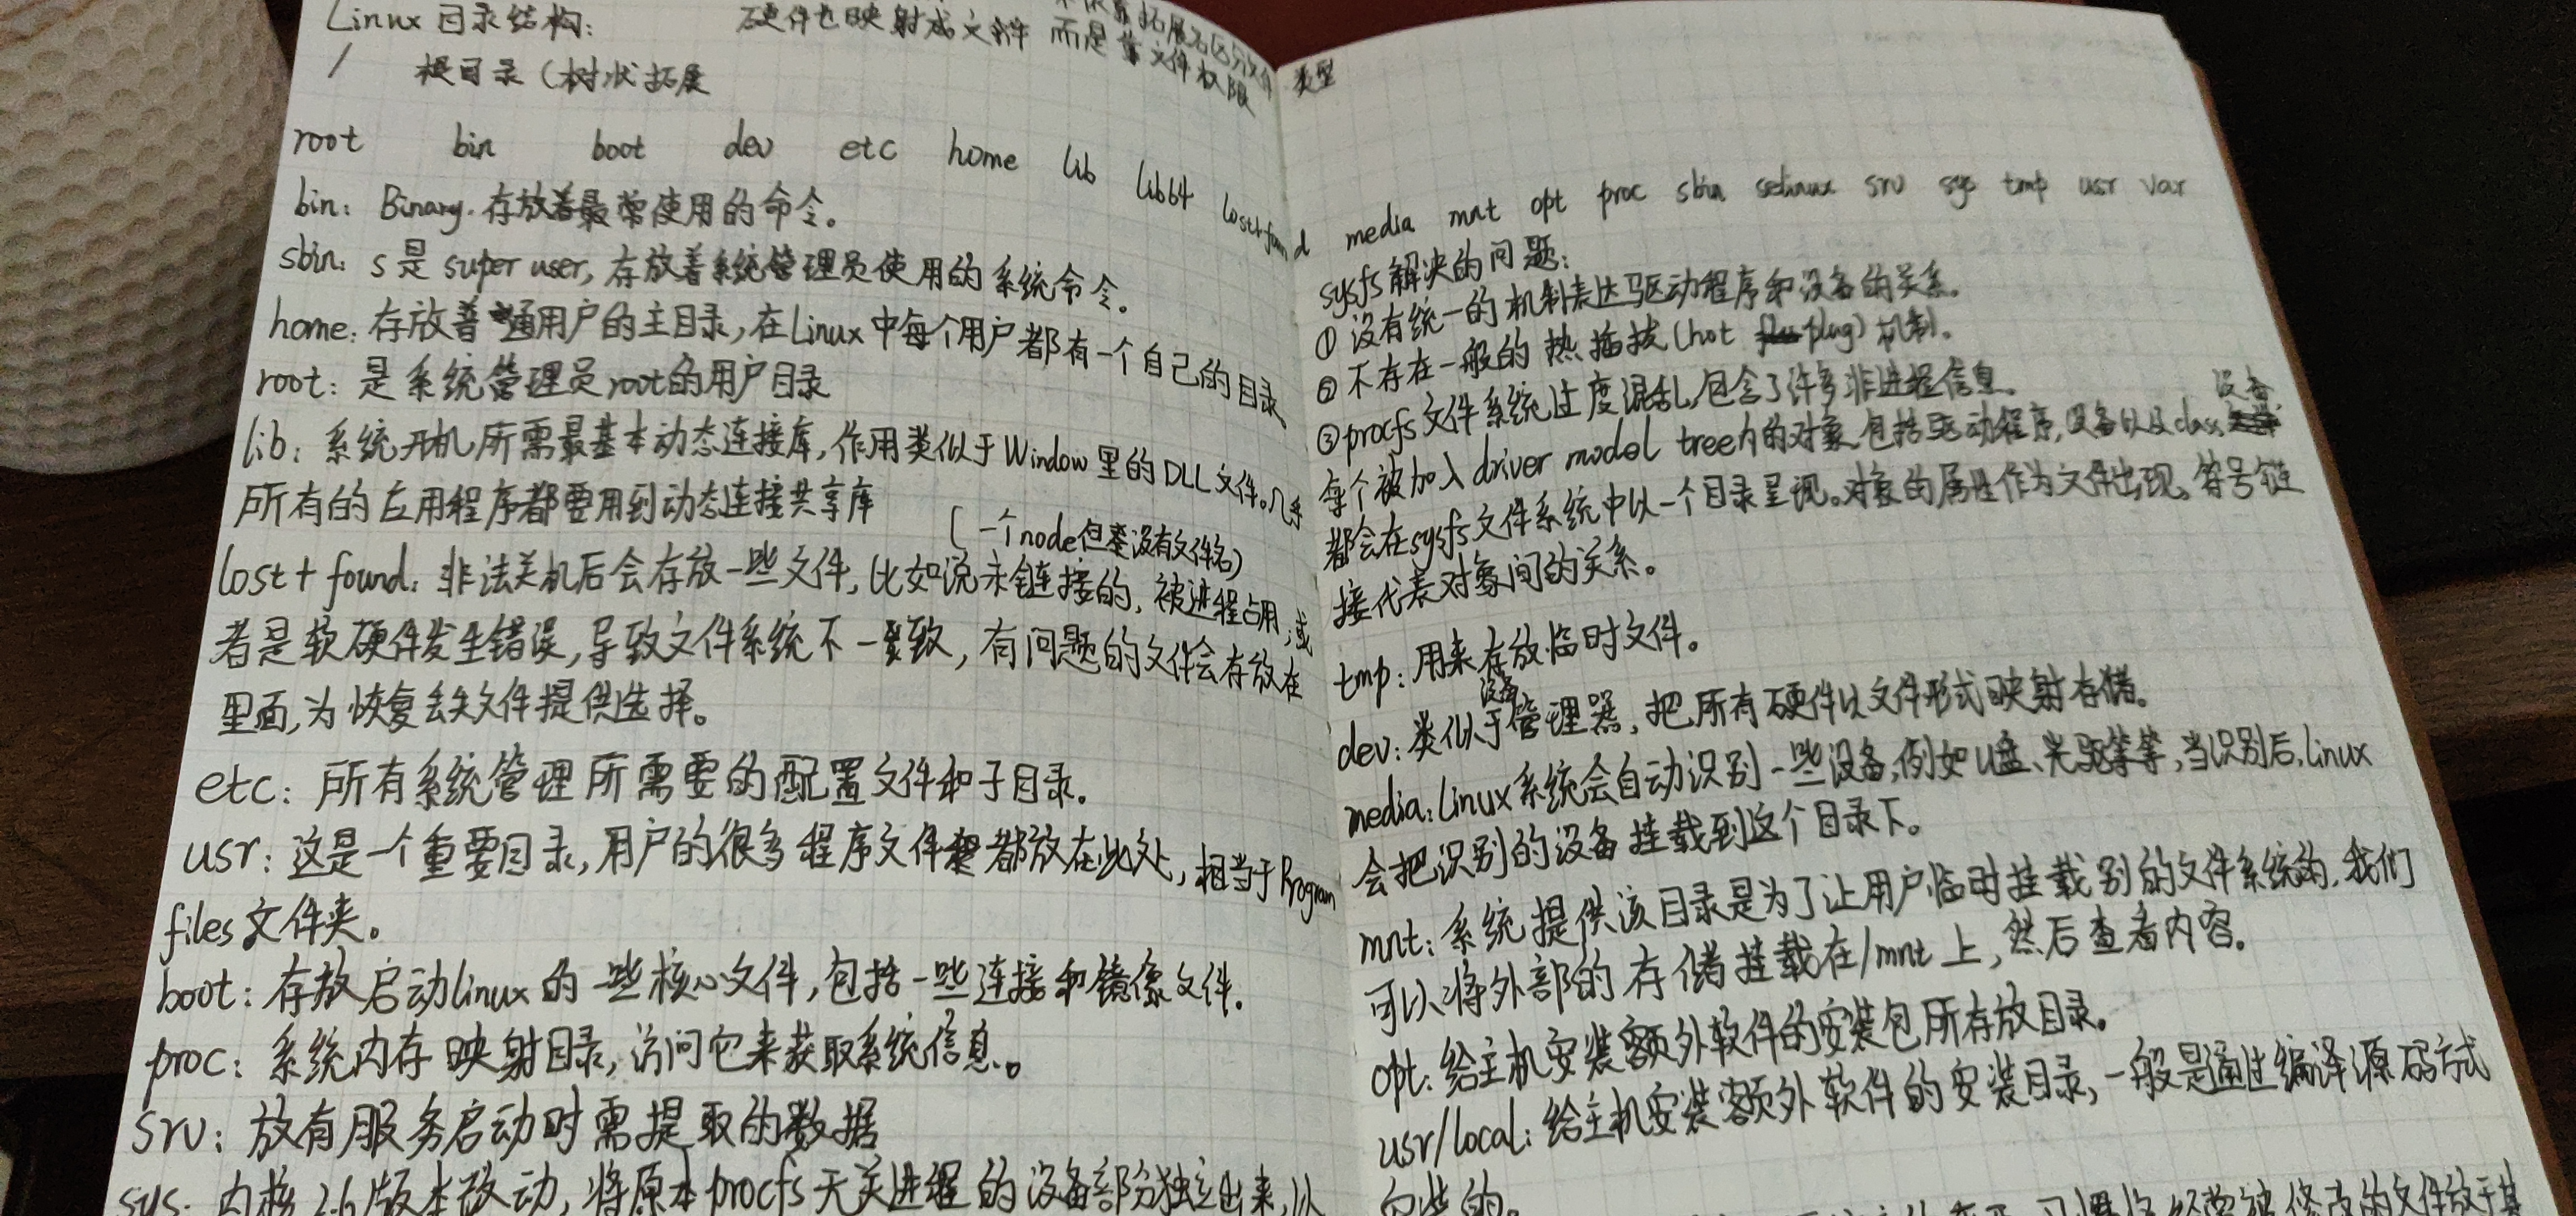 Linux 目录结构:
硬件也映射成文件 而是靠文件权限
拓展名区分文件
类型
/ 根目录 (树状拓展
root bin boot dev etc home lib lib64 lost+found media mnt opt proc sbin selinux srv sys tmp usr var
bin: Binary. 存放着最常使用的命令。
sbin: s是 super user, 存放着系统管理员使用的系统命令。
home: 存放普通用户的主目录,在Linux中每个用户都有一个自己的目录、
root: 是系统管理员root的用户目录
lib: 系统开机所需最基本动态连接库,作用类似于Window里的DLL文件。几乎
所有的应用程序都要用到动态连接共享库
(一个node但没有文件名)
lost+found: 非法关机后会存放一些文件,比如说未链接的,被进程占用,或
者是软硬件发生错误,导致文件系统不一致,有问题的文件会存放在
里面,为恢复丢失文件提供选择。
etc: 所有系统管理所需要的配置文件和子目录。
usr: 这是一个重要目录,用户的很多程序文件都放在此处,相当于Program
files文件夹。
boot: 存放启动linux的一些核心文件,包括一些连接和镜像文件.
proc: 系统内存映射目录,访问它来获取系统信息。
srv: 放有服务启动时需提取的数据
sys: 内核2.6版本改动,将原本procfs无关进程的设备部分独立出来,以
sysfs解决的问题:
① 没有统一的机制表达驱动程序和设备的关系。
② 不存在一般的热插拔(hot plug)机制。
③ procfs文件系统过度混乱,包含了许多非进程信息。
设备
每个被加入driver model tree内的对象,包括驱动程序,设备以及class
都会在sysfs文件系统中以一个目录呈现。对象的属性作为文件出现。符号链
接代表对象间的关系。
tmp: 用来存放临时文件。
dev: 类似于设备管理器,把所有硬件以文件形式映射存储。
media: Linux系统会自动识别一些设备,例如U盘、光驱等等,当识别后,linux
会把识别的设备挂载到这个目录下。
mnt: 系统提供该目录是为了让用户临时挂载别的文件系统的,我们
可以将外部的存储挂载在/mnt上,然后查看内容。
opt: 给主机安装额外软件的安装包所存放目录。
usr/local: 给主机安装额外软件的安装目录,一般是通过编译源码方式
安装的。
习惯将经常被修改的文件放于其